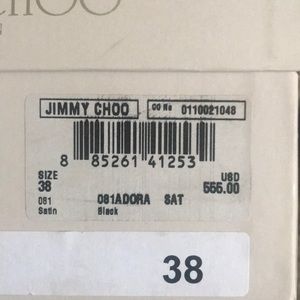 CHOO
JIMMY CHOO CO No 0110021048
8 85261 41253
SIZE USD
38 081ADORA SAT 555.00
081
Satin Black
38